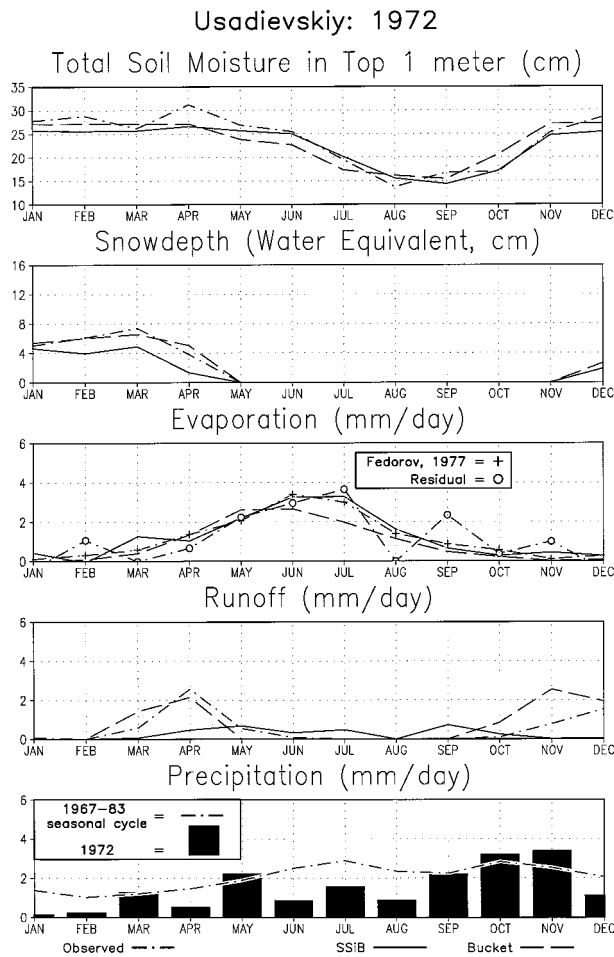 Usadievskiy: 1972
Total Soil Moisture in Top 1 meter (cm)
35
30
25
20
15
10
JAN FEB MAR APR MAY JUN JUL AUG SEP OCT NOV DEC
Snowdepth (Water Equivalent, cm)
16
12
8
4
0
JAN FEB MAR APR MAY JUN JUL AUG SEP OCT NOV DEC
Evaporation (mm/day)
6
4
2
0
Fedorov, 1977 = +
Residual = o
JAN FEB MAR APR MAY JUN JUL AUG SEP OCT NOV DEC
Runoff (mm/day)
6
4
2
0
JAN FEB MAR APR MAY JUN JUL AUG SEP OCT NOV DEC
Precipitation (mm/day)
6
4
2
0
1967-83
seasonal cycle =
1972 =
JAN FEB MAR APR MAY JUN JUL AUG SEP OCT NOV DEC
Observed SSiB Bucket